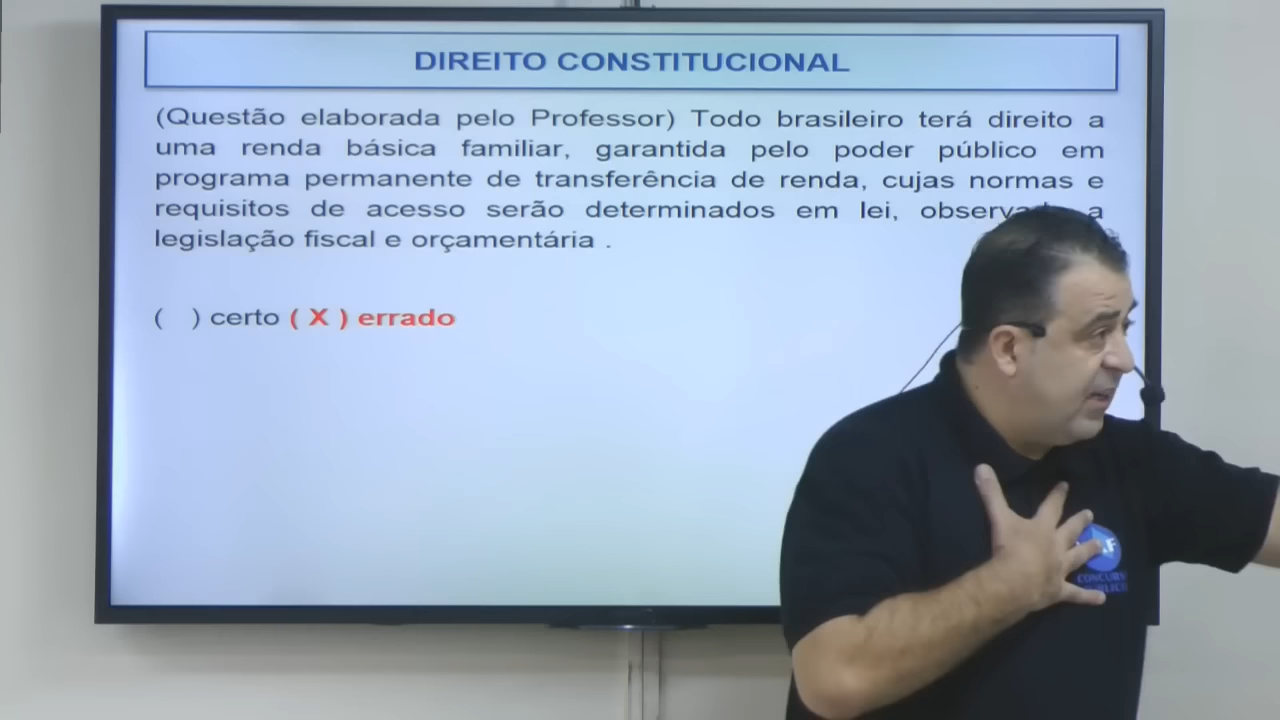 DIREITO CONSTITUCIONAL
(Questão elaborada pelo Professor) Todo brasileiro terá direito a
uma renda básica familiar, garantida pelo poder público em
programa permanente de transferência de renda, cujas normas e
requisitos de acesso serão determinados em lei, a
legislação fiscal e orçamentária .
( ) certo ( X ) errado